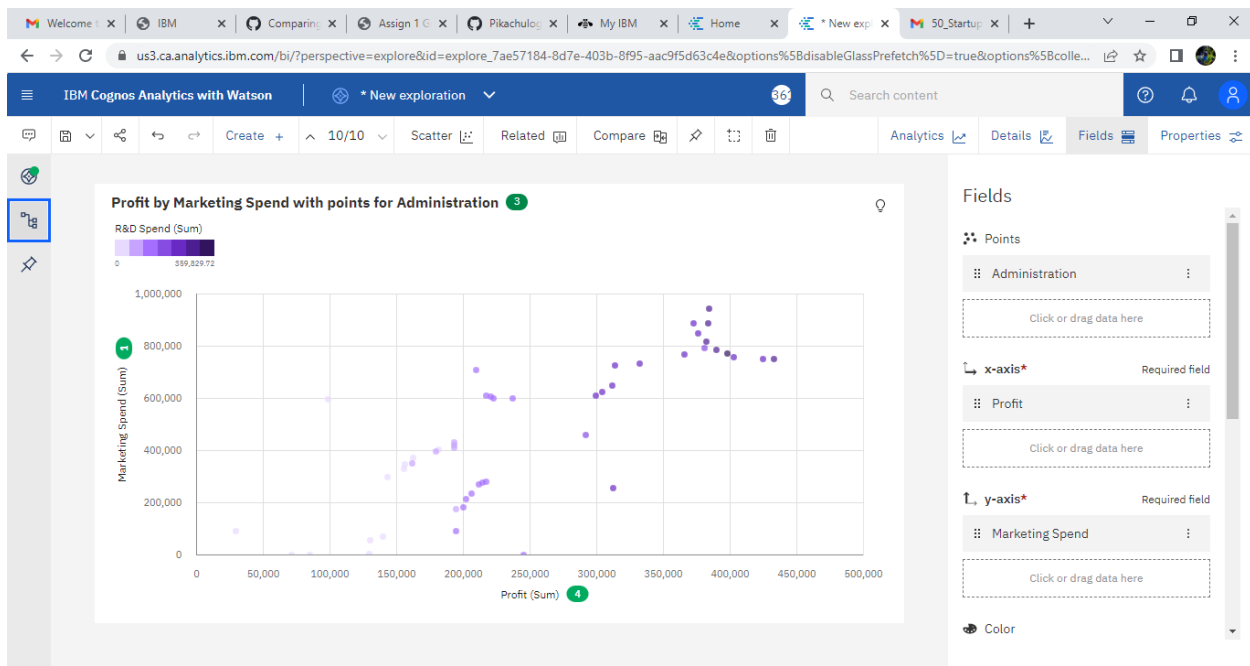 Welcome t
IBM
Comparing
Assign 1 G
Pikachulog
My IBM
Home
* New expl
50_Startup
us3.ca.analytics.ibm.com/bi/?perspective=explore&id=explore_7ae57184-8d7e-403b-8f95-aac9f5d63c4e&options%5BdisableGlassPrefetch%5D=true&options%5Bcolle...
IBM Cognos Analytics with Watson
* New exploration
363
Search content
Create +
10/10
Scatter
Related
Compare
Analytics
Details
Fields
Properties
Profit by Marketing Spend with points for Administration 3
R&D Spend (Sum)
0 389,829.72
1,000,000
800,000
600,000
400,000
200,000
0
Marketing Spend (Sum) 1
0 50,000 100,000 150,000 200,000 250,000 300,000 350,000 400,000 450,000 500,000
Profit (Sum) 4
Fields
Points
Administration
Click or drag data here
x-axis* Required field
Profit
Click or drag data here
y-axis* Required field
Marketing Spend
Click or drag data here
Color